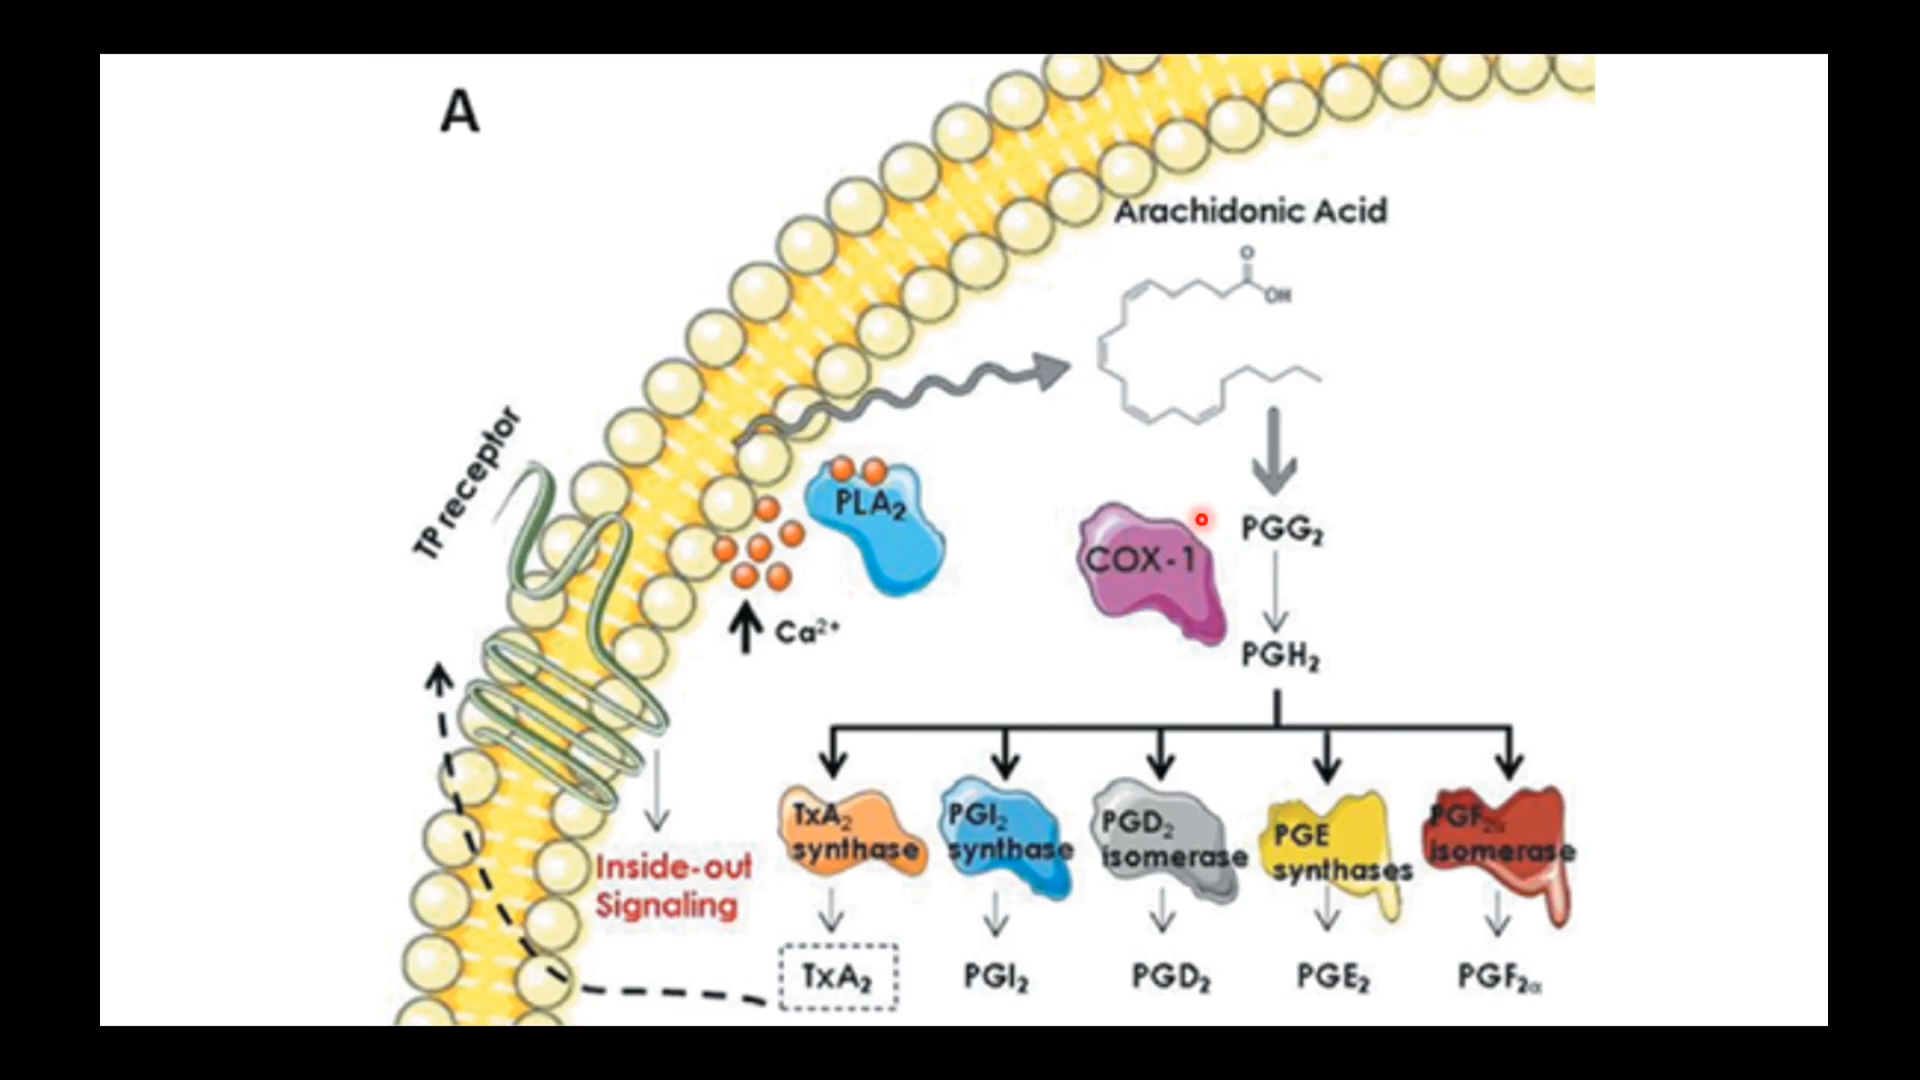 A
Arachidonic Acid
O
OH
TP receptor
PLA₂
Ca²⁺
COX-1
PGG₂
PGH₂
TxA₂
synthase
PGI₂
synthase
PGD₂
isomerase
PGE
synthases
PGF₂α
isomerase
Inside-out
Signaling
TxA₂
PGI₂
PGD₂
PGE₂
PGF₂α